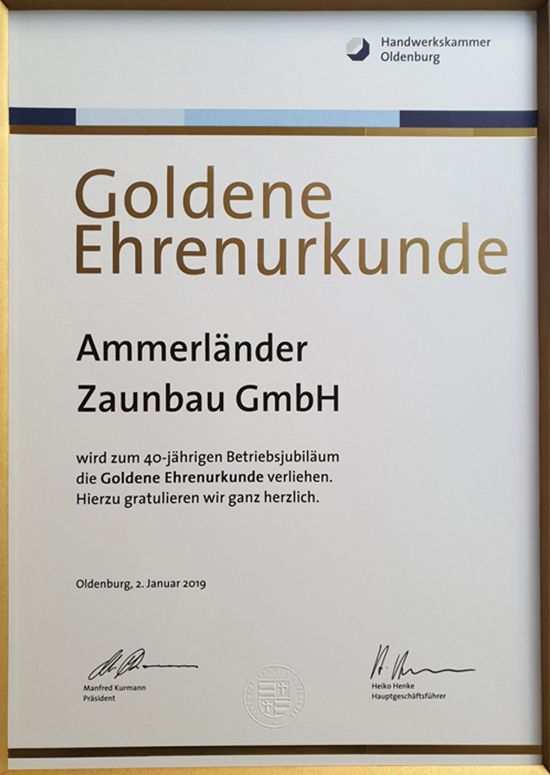 Handwerkskammer
Oldenburg
Goldene
Ehrenurkunde
Ammerländer
Zaunbau GmbH
wird zum 40-jährigen Betriebsjubiläum
die Goldene Ehrenurkunde verliehen.
Hierzu gratulieren wir ganz herzlich.
Oldenburg, 2. Januar 2019
Manfred Kurmann
Präsident
Heiko Henke
Hauptgeschäftsführer